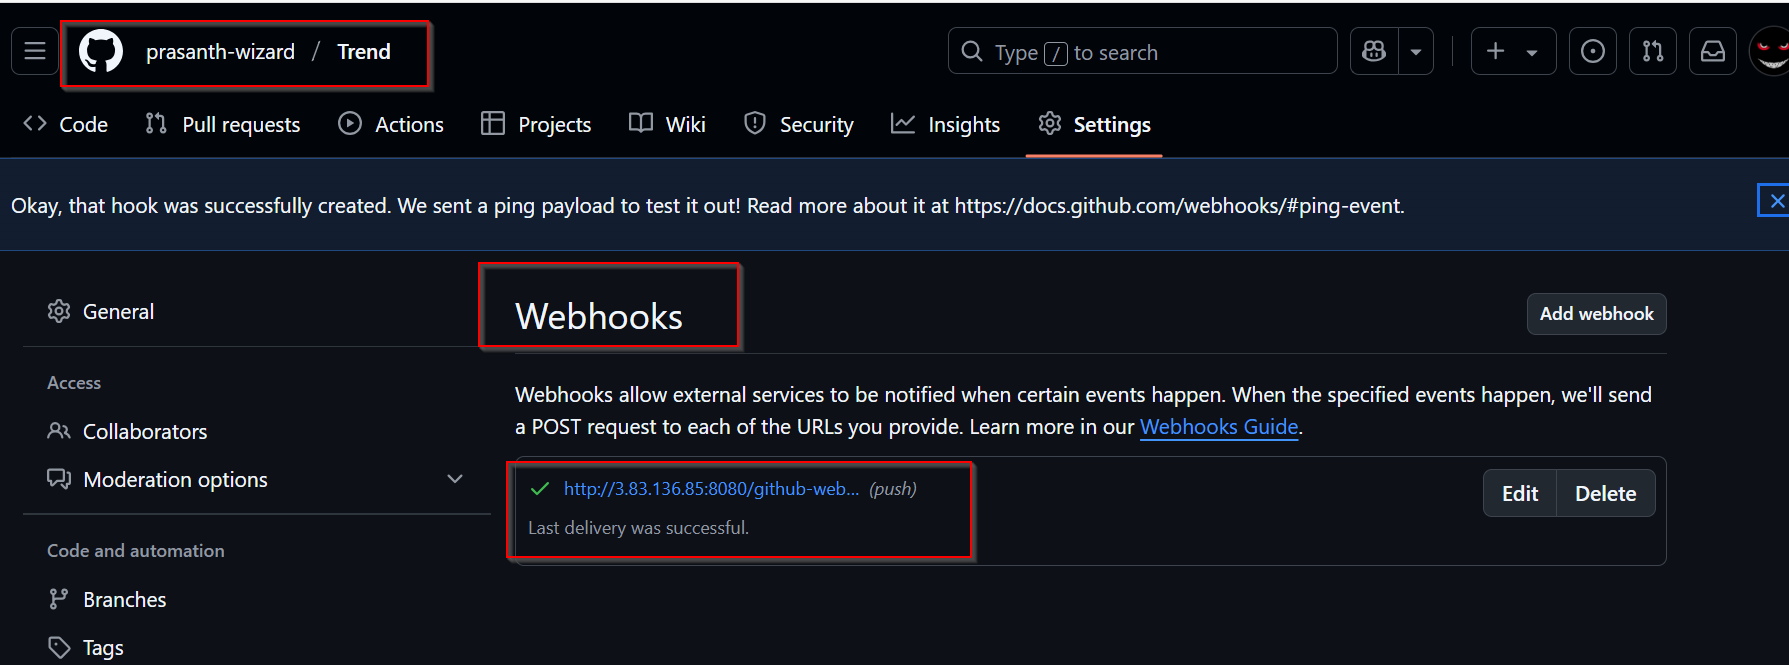 prasanth-wizard / Trend
Type / to search
Code Pull requests Actions Projects Wiki Security Insights Settings
Okay, that hook was successfully created. We sent a ping payload to test it out! Read more about it at https://docs.github.com/webhooks/#ping-event.
General
Access
Collaborators
Moderation options
Code and automation
Branches
Tags
Webhooks
Add webhook
Webhooks allow external services to be notified when certain events happen. When the specified events happen, we'll send
a POST request to each of the URLs you provide. Learn more in our Webhooks Guide.
http://3.83.136.85:8080/github-web... (push)
Last delivery was successful.
Edit Delete